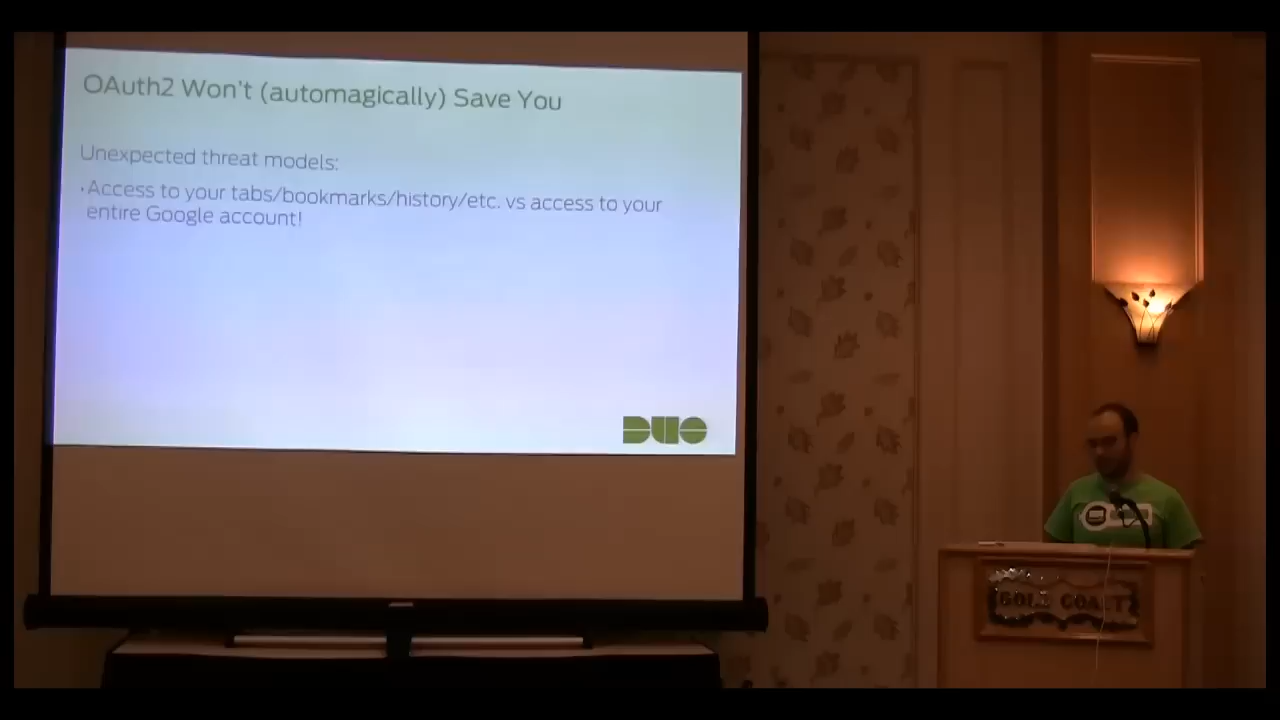 OAuth2 Won't (automagically) Save You
Unexpected threat models:
•Access to your tabs/bookmarks/history/etc. vs access to your
entire Google account!
DUO
GOLD COAST